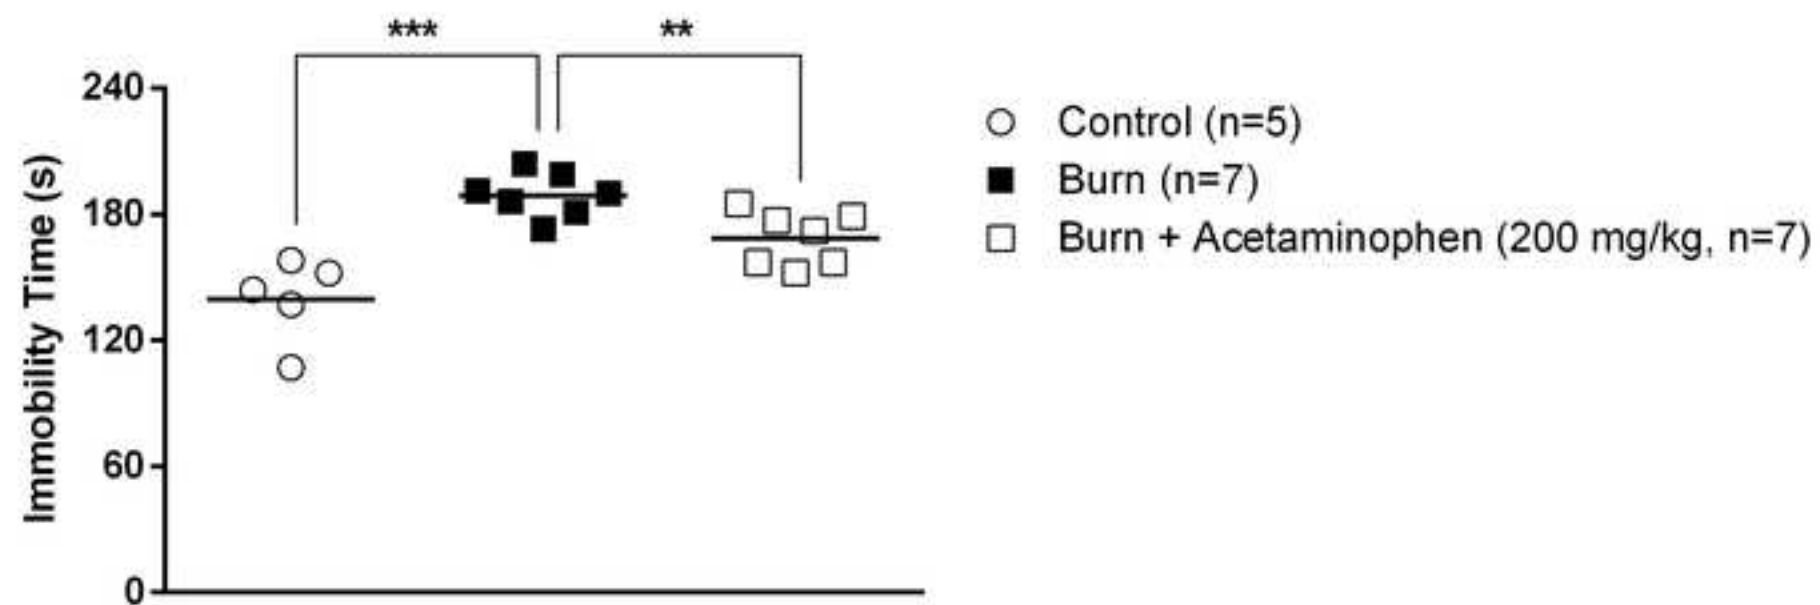 *** **
240
180
120
60
0
Immobility Time (s)
Control (n=5)
Burn (n=7)
Burn + Acetaminophen (200 mg/kg, n=7)